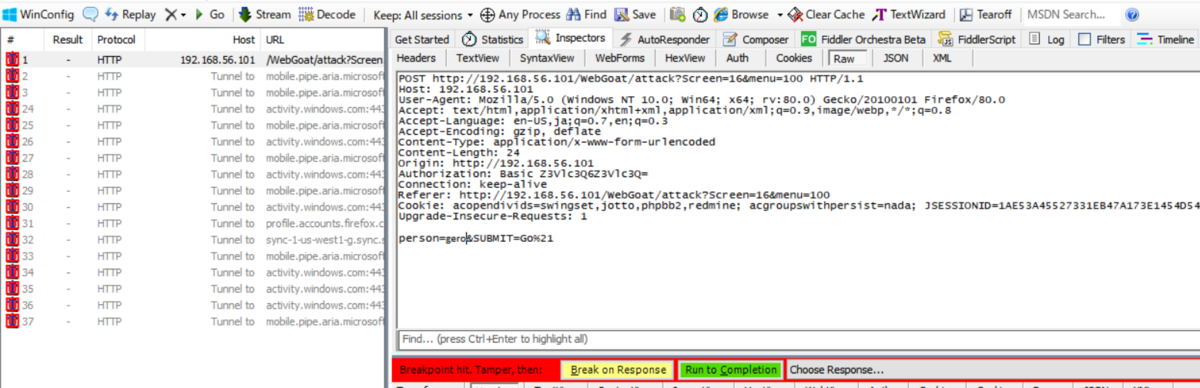 WinConfig Replay Go Stream Decode Keep: All sessions Any Process Find Save Browse Clear Cache TextWizard Tearoff MSDN Search...
# Result Protocol Host URL
1 - HTTP 192.168.56.101 /WebGoat/attack?Screen
2 - HTTP Tunnel to mobile.pipe.aria.microsoft
3 - HTTP Tunnel to mobile.pipe.aria.microsoft
24 - HTTP Tunnel to activity.windows.com:443
25 - HTTP Tunnel to mobile.pipe.aria.microsoft
26 - HTTP Tunnel to activity.windows.com:443
27 - HTTP Tunnel to mobile.pipe.aria.microsoft
28 - HTTP Tunnel to activity.windows.com:443
29 - HTTP Tunnel to mobile.pipe.aria.microsoft
30 - HTTP Tunnel to activity.windows.com:443
31 - HTTP Tunnel to profile.accounts.firefox.c
32 - HTTP Tunnel to sync-1-us-west1-g.sync.s
33 - HTTP Tunnel to mobile.pipe.aria.microsoft
34 - HTTP Tunnel to activity.windows.com:443
35 - HTTP Tunnel to activity.windows.com:443
36 - HTTP Tunnel to activity.windows.com:443
37 - HTTP Tunnel to mobile.pipe.aria.microsoft
Get Started Statistics Inspectors AutoResponder Composer FO Fiddler Orchestra Beta FiddlerScript Log Filters Timeline
Headers TextView SyntaxView WebForms HexView Auth Cookies Raw JSON XML
POST http://192.168.56.101/WebGoat/attack?Screen=16&menu=100 HTTP/1.1
Host: 192.168.56.101
User-Agent: Mozilla/5.0 (Windows NT 10.0; Win64; x64; rv:80.0) Gecko/20100101 Firefox/80.0
Accept: text/html,application/xhtml+xml,application/xml;q=0.9,image/webp,*/*;q=0.8
Accept-Language: en-US,ja;q=0.7,en;q=0.3
Accept-Encoding: gzip, deflate
Content-Type: application/x-www-form-urlencoded
Content-Length: 24
Origin: http://192.168.56.101
Authorization: Basic Z3Vlc3Q6Z3Vlc3Q=
Connection: keep-alive
Referer: http://192.168.56.101/WebGoat/attack?Screen=16&menu=100
Cookie: acopendivids=swingset,jotto,phpbb2,redmine; acgroupswithpersist=nada; JSESSIONID=1AE53A45527331EB47A173E1454D54
Upgrade-Insecure-Requests: 1
person=gero&SUBMIT=Go%21
Find... (press Ctrl+Enter to highlight all)
Breakpoint hit. Tamper, then: Break on Response Run to Completion Choose Response...